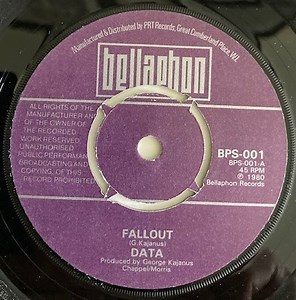 Manufactured & Distributed by PRT Records, Great Cumberland Place, W.I.
bellaphon
ALL RIGHTS OF THE
MANUFACTURER AND
OF THE OWNER OF
THE RECORDED
WORK RESERVED,
UNAUTHORISED
PUBLIC PERFORMANCE
BROADCASTING AND
COPYING, OF THIS
RECORD PROHIBITED
BPS-001
BPS-001-A
45 RPM
℗ 1980
Bellaphon Records
FALLOUT
(G.Kajanus)
DATA
Produced by George Kajanus
Chappel/Morris